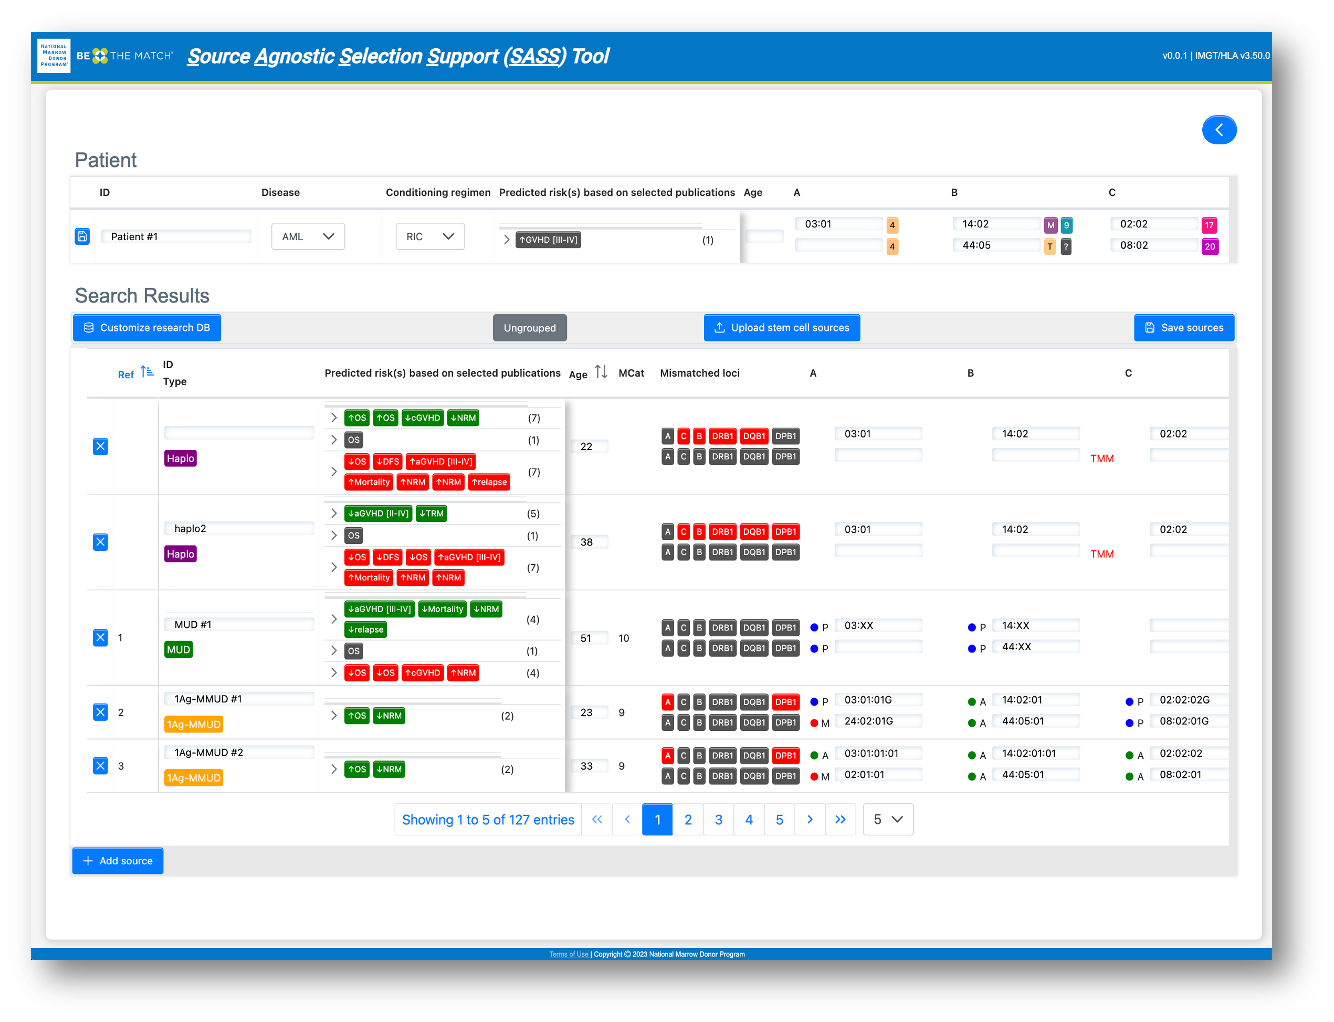 NATIONAL MARROW DONOR PROGRAM® BE THE MATCH® Source Agnostic Selection Support (SASS) Tool v0.0.1 | IMGT/HLA v3.50.0
Patient
ID Disease Conditioning regimen Predicted risk(s) based on selected publications Age A B C
03:01 4 14:02 M 9 02:02 17
Patient #1 AML RIC ↑GVHD [III-IV] (1)
4 44:05 T ? 08:02 20
Search Results
Customize research DB Ungrouped Upload stem cell sources Save sources
ID
Ref Predicted risk(s) based on selected publications Age MCat Mismatched loci A B C
Type
↑OS ↑OS ↓cGVHD ↓NRM (7)
A C B DRB1 DQB1 DPB1 03:01 14:02 02:02
OS (1) 22
Haplo A C B DRB1 DQB1 DPB1 TMM
↓OS ↓DFS ↑aGVHD [III-IV]
(7)
↑Mortality ↑NRM ↑NRM ↑relapse
↓aGVHD [II-IV] ↓TRM (5)
haplo2 A C B DRB1 DQB1 DPB1 03:01 14:02 02:02
OS (1) 38
Haplo A C B DRB1 DQB1 DPB1 TMM
↓OS ↓DFS ↓OS ↑aGVHD [III-IV]
(7)
↑Mortality ↑NRM ↑NRM
↓aGVHD [III-IV] ↓Mortality ↓NRM
(4)
MUD #1 ↓relapse A C B DRB1 DQB1 DPB1 P 03:XX P 14:XX
1 51 10
MUD OS (1) A C B DRB1 DQB1 DPB1 P P 44:XX
↓OS ↓OS ↑cGVHD ↑NRM (4)
1Ag-MMUD #1 A C B DRB1 DQB1 DPB1 P 03:01:01G A 14:02:01 P 02:02:02G
2 ↑OS ↓NRM (2) 23 9
1Ag-MMUD A C B DRB1 DQB1 DPB1 M 24:02:01G A 44:05:01 P 08:02:01G
1Ag-MMUD #2 A C B DRB1 DQB1 DPB1 A 03:01:01:01 A 14:02:01:01 A 02:02:02
3 ↑OS ↓NRM (2) 33 9
1Ag-MMUD A C B DRB1 DQB1 DPB1 M 02:01:01 A 44:05:01 A 08:02:01
Showing 1 to 5 of 127 entries « ‹ 1 2 3 4 5 › » 5
+ Add source
Terms of Use | Copyright © 2023 National Marrow Donor Program